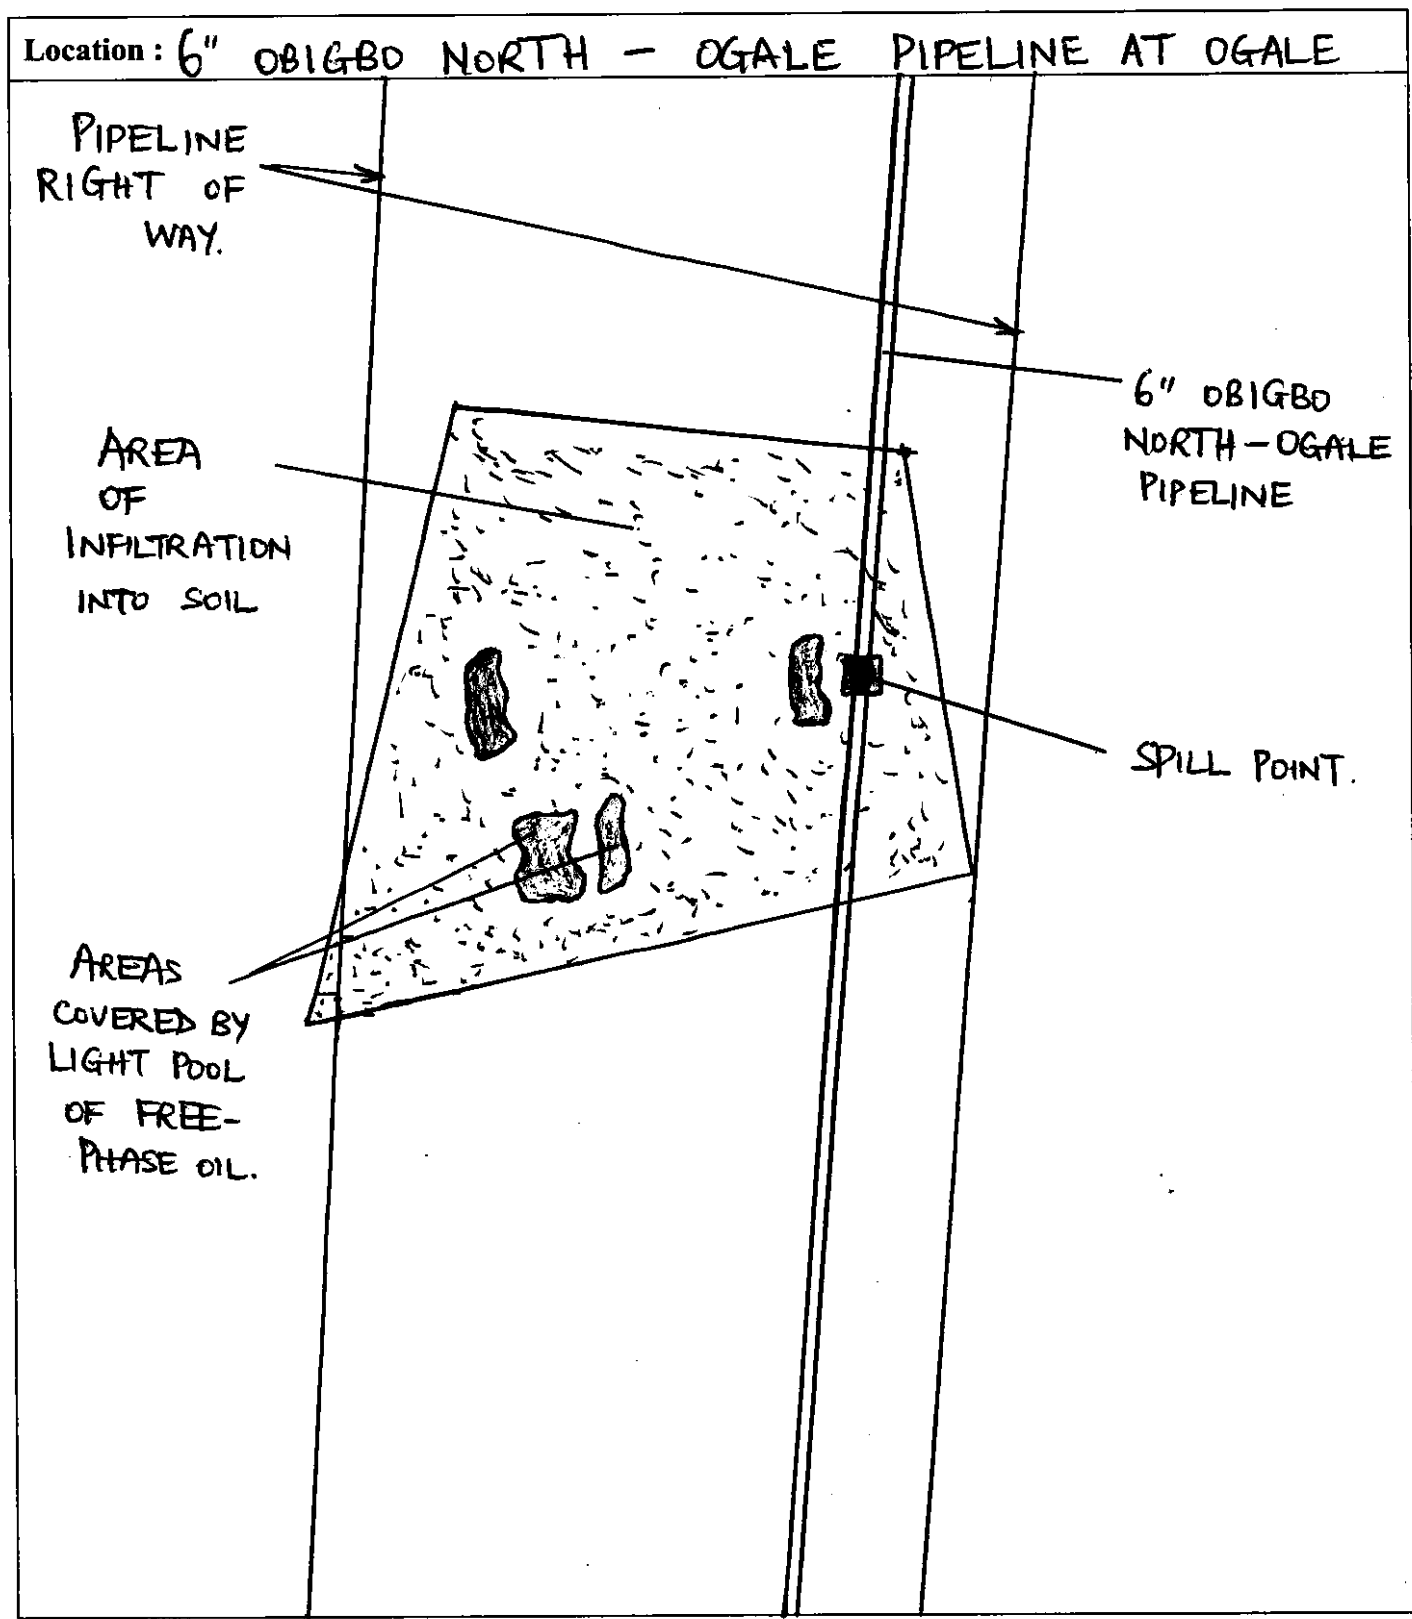 Location : 6" OBIGBO NORTH - OGALE PIPELINE AT OGALE
PIPELINE
RIGHT OF
WAY.
6" OBIGBO
NORTH - OGALE
PIPELINE
AREA
OF
INFILTRATION
INTO SOIL
SPILL POINT.
AREAS
COVERED BY
LIGHT POOL
OF FREE-
PHASE OIL.